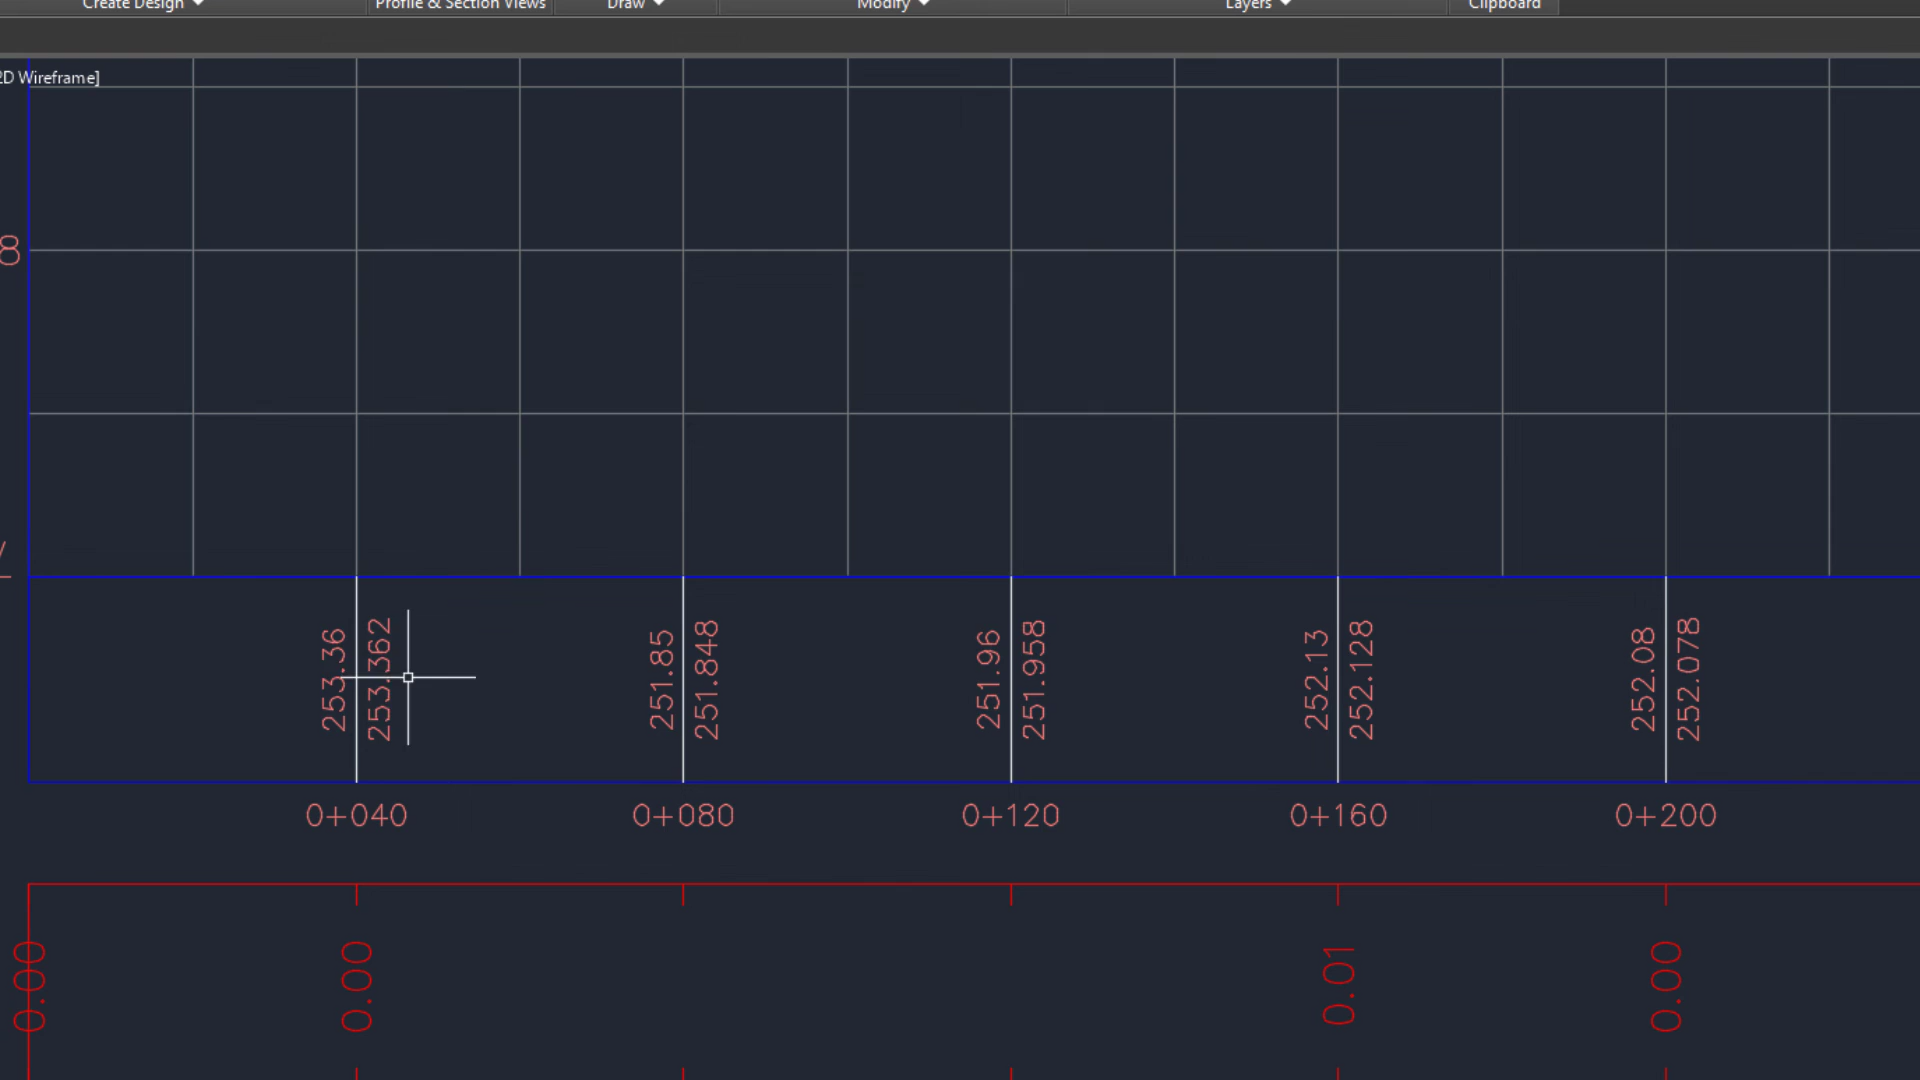 Create Design
Profile & Section Views
Draw
Modify
Layers
Clipboard
2D Wireframe]
8
253.36
253.362
251.85
251.848
251.96
251.958
252.13
252.128
252.08
252.078
0+040
0+080
0+120
0+160
0+200
0.00
0.00
0.01
0.00